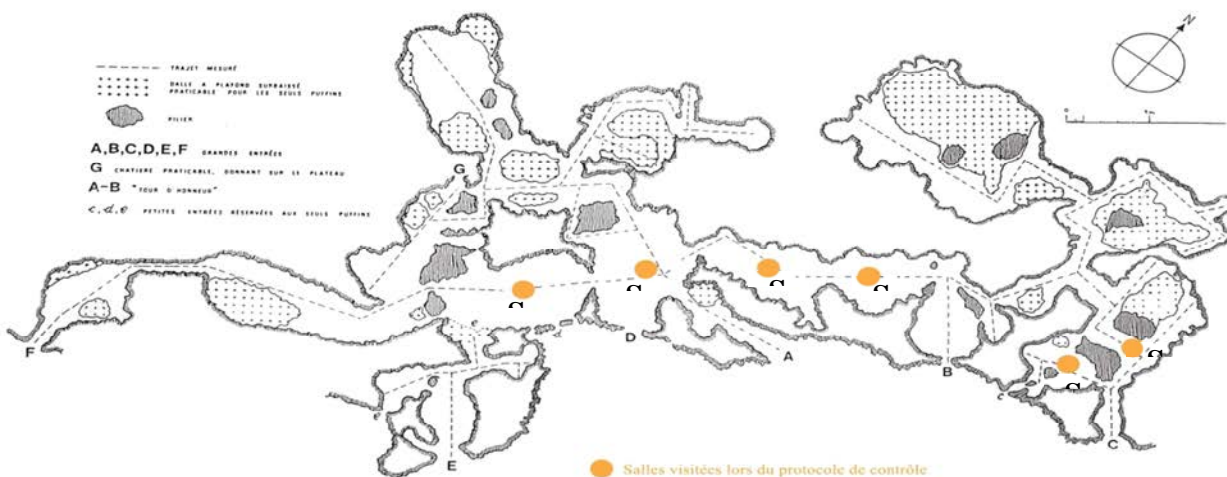 N
TRAJET MESURÉ
DALLE A PLAFOND SURBAISSÉ
PRATICABLE POUR LES SEULS PUFFINS
PILIER
A,B,C,D,E,F GRANDES ENTRÉES
G CHATIERE PRATICABLE, DONNANT SUR LE PLATEAU
A-B "TOUR D'HONNEUR"
c,d,e PETITES ENTRÉES RÉSERVÉES AUX SEULS PUFFINS
G
F
D
A
B
C
E
c
e
Salles visitées lors du protocole de contrôle